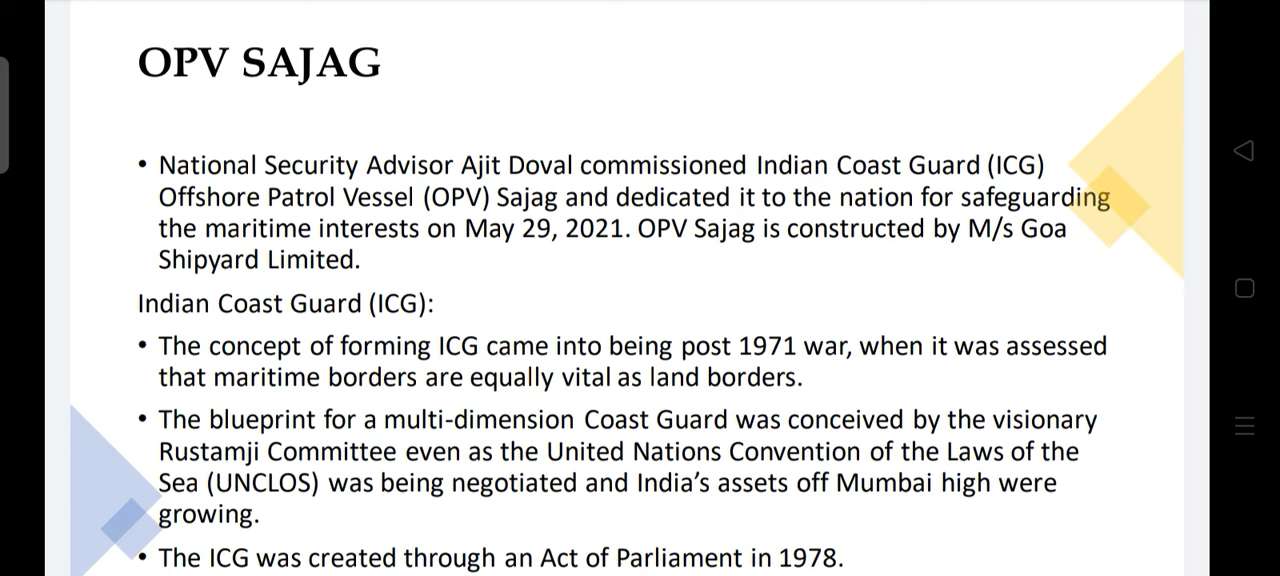 OPV SAJAG
• National Security Advisor Ajit Doval commissioned Indian Coast Guard (ICG)
Offshore Patrol Vessel (OPV) Sajag and dedicated it to the nation for safeguarding
the maritime interests on May 29, 2021. OPV Sajag is constructed by M/s Goa
Shipyard Limited.
Indian Coast Guard (ICG):
• The concept of forming ICG came into being post 1971 war, when it was assessed
that maritime borders are equally vital as land borders.
• The blueprint for a multi-dimension Coast Guard was conceived by the visionary
Rustamji Committee even as the United Nations Convention of the Laws of the
Sea (UNCLOS) was being negotiated and India’s assets off Mumbai high were
growing.
• The ICG was created through an Act of Parliament in 1978.